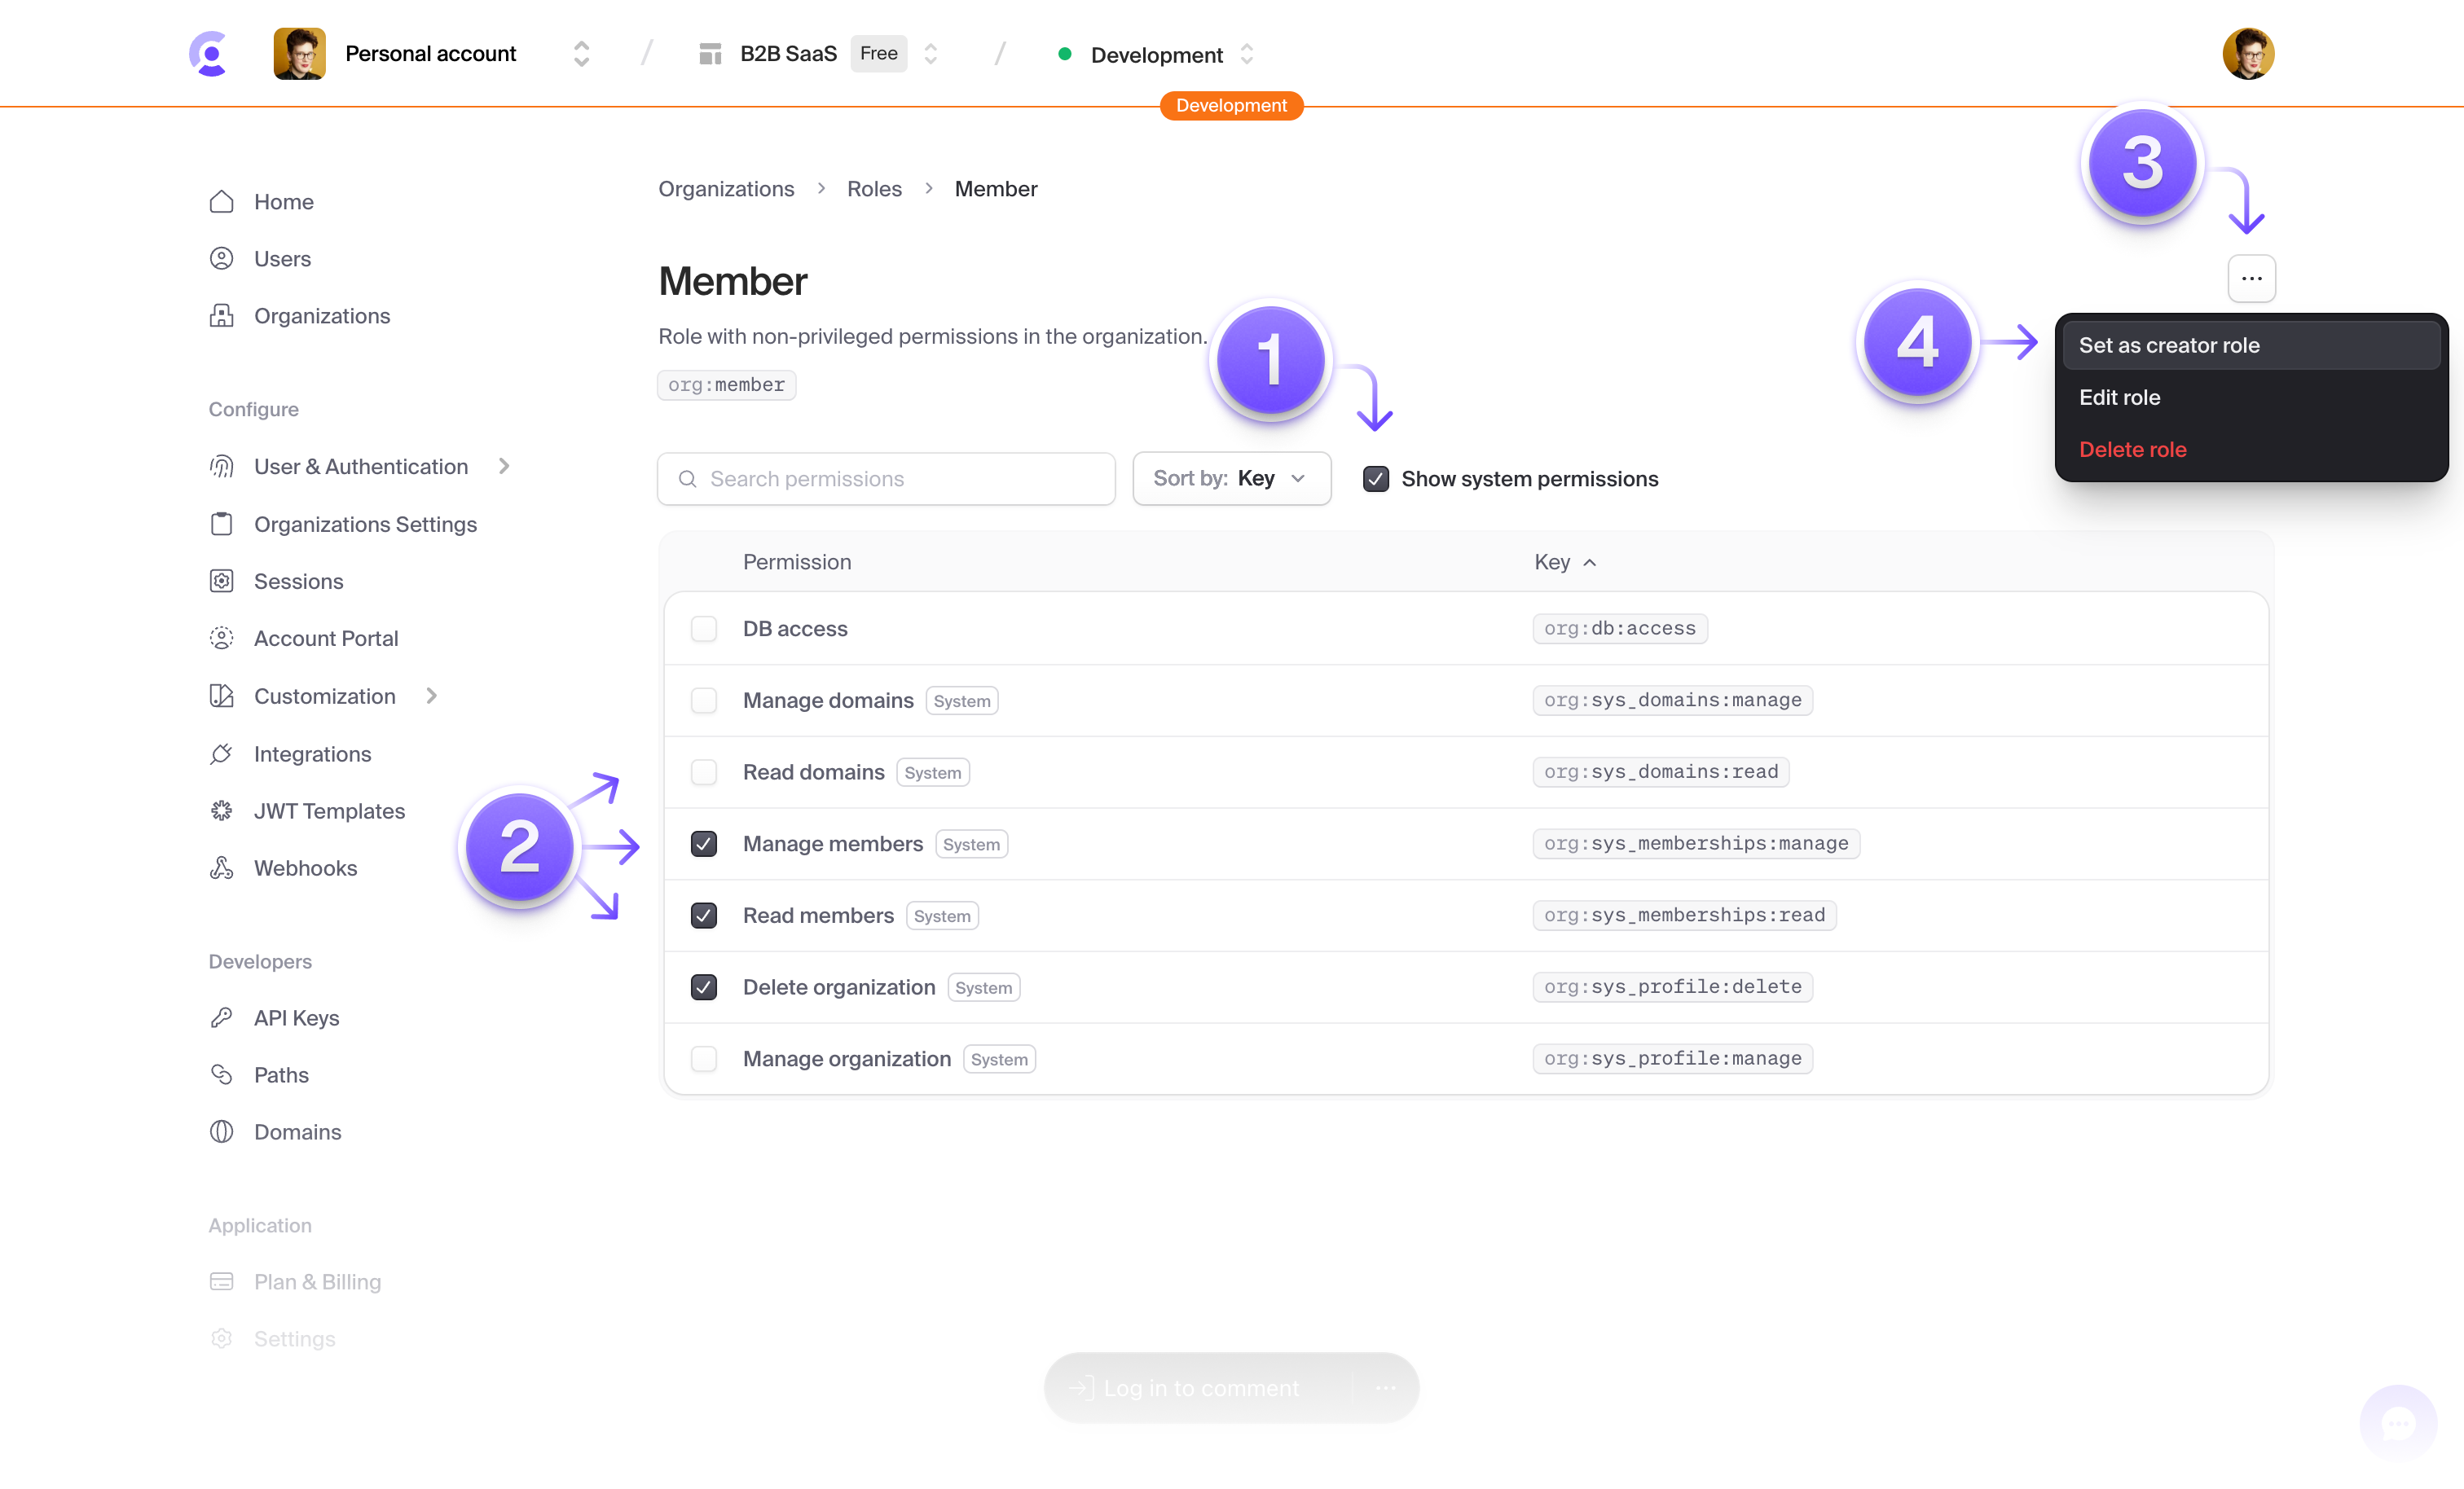 Personal account / B2B SaaS Free / Development
Development
Home
Users
Organizations
Configure
User & Authentication
Organizations Settings
Sessions
Account Portal
Customization
Integrations
JWT Templates
Webhooks
Developers
API Keys
Paths
Domains
Application
Plan & Billing
Settings
Organizations > Roles > Member
Member
Role with non-privileged permissions in the organization.
org:member
1
2
3
4
...
Set as creator role
Edit role
Delete role
Search permissions
Sort by: Key
Show system permissions
Permission Key
DB access org:db:access
Manage domains System org:sys_domains:manage
Read domains System org:sys_domains:read
Manage members System org:sys_memberships:manage
Read members System org:sys_memberships:read
Delete organization System org:sys_profile:delete
Manage organization System org:sys_profile:manage
Log in to comment ...